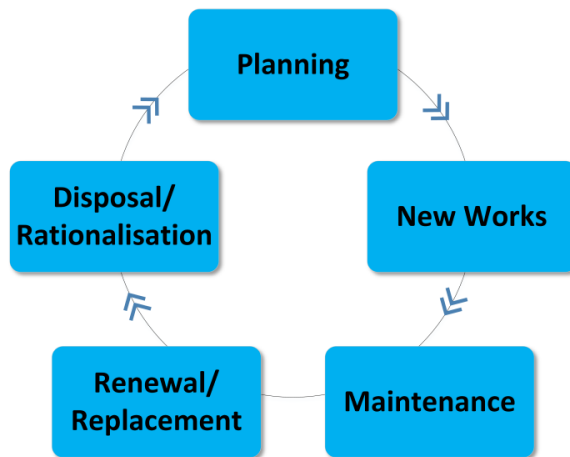 Planning
New Works
Maintenance
Renewal/
Replacement
Disposal/
Rationalisation